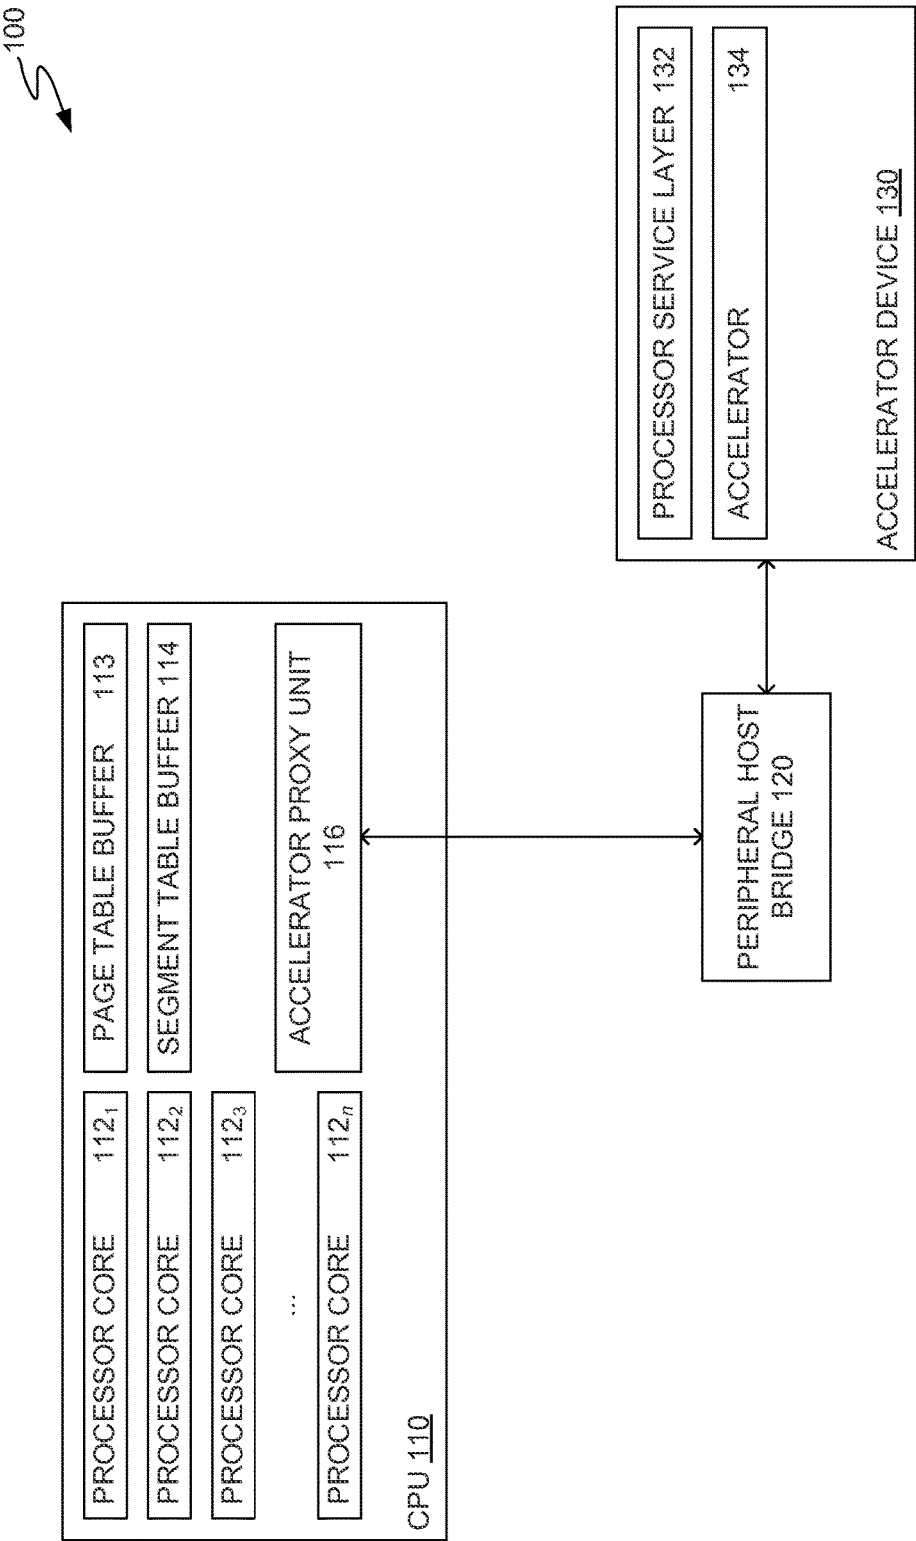 100
PROCESSOR CORE 112₁
PROCESSOR CORE 112₂
PROCESSOR CORE 112₃
...
PROCESSOR CORE 112ₙ
CPU 110
PAGE TABLE BUFFER 113
SEGMENT TABLE BUFFER 114
ACCELERATOR PROXY UNIT
116
PERIPHERAL HOST
BRIDGE 120
PROCESSOR SERVICE LAYER 132
ACCELERATOR 134
ACCELERATOR DEVICE 130